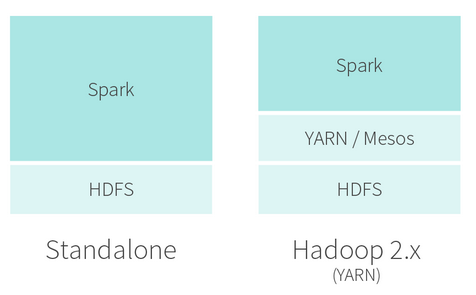 Spark
HDFS
Standalone
Spark
YARN / Mesos
HDFS
Hadoop 2.x
(YARN)